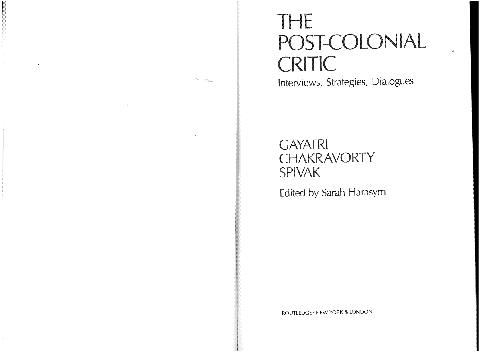 THE
POST-COLONIAL
CRITIC
Interviews, Strategies, Dialogues
GAYATRI
CHAKRAVORTY
SPIVAK
Edited by Sarah Harasym
ROUTLEDGE • NEW YORK & LONDON